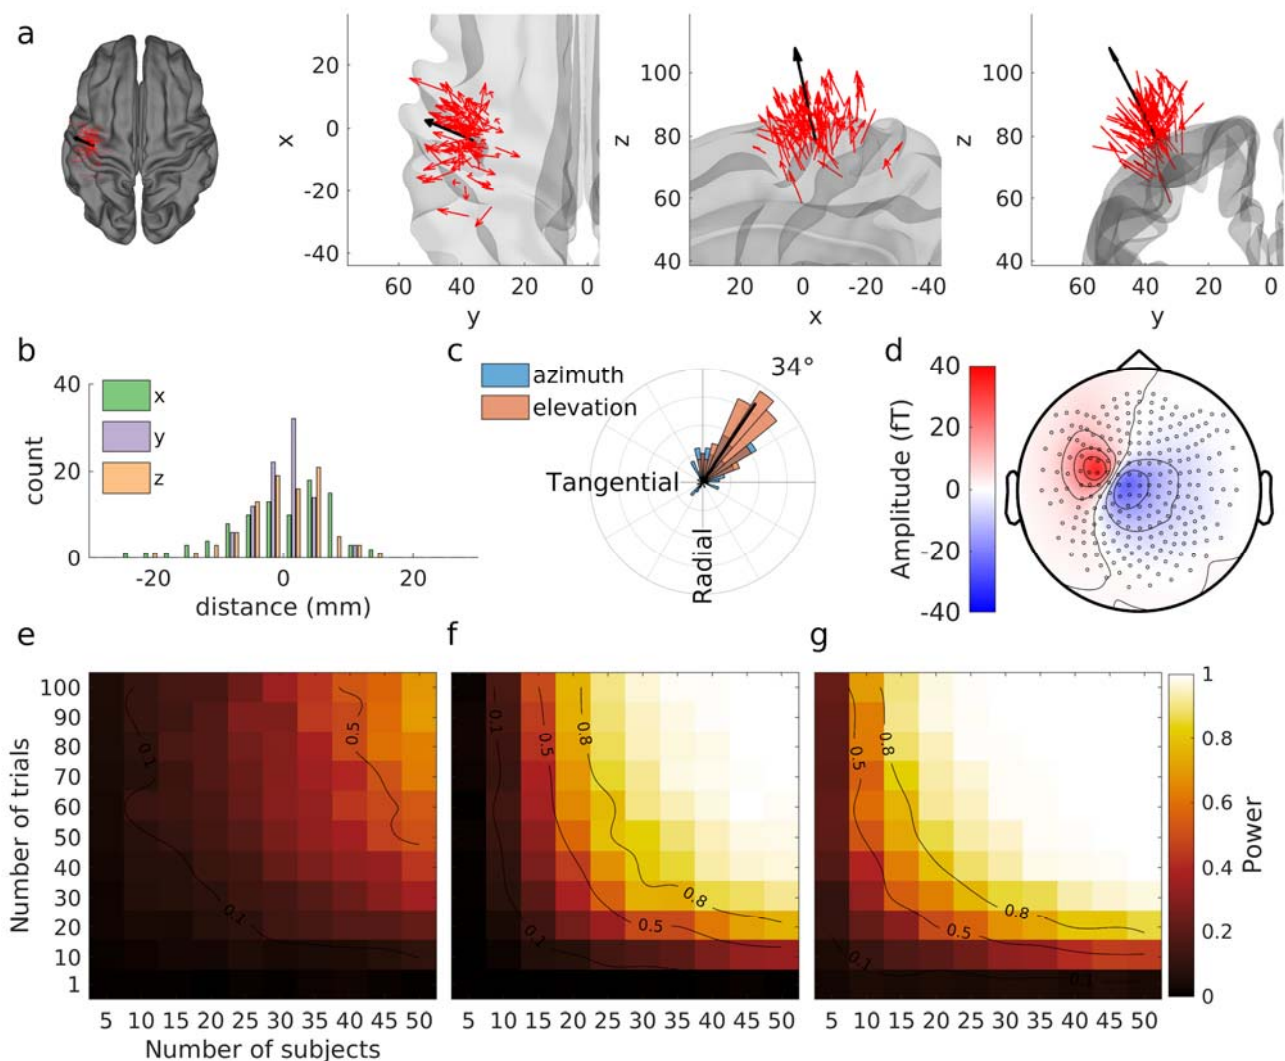 a
x
20
0
-20
-40
60 40 20 0
y
z
100
80
60
40
20 0 -20 -40
x
z
100
80
60
40
60 40 20 0
y
b
count
40
20
0
x
y
z
-20 0 20
distance (mm)
c
azimuth
elevation
34°
Tangential
Radial
d
Amplitude (fT)
40
20
0
-20
-40
e
Number of trials
100
90
80
70
60
50
40
30
20
10
1
0.1
0.5
0.1
0.1
5 10 15 20 25 30 35 40 45 50
Number of subjects
f
0.1
0.5
0.8
0.8
0.5
0.1
5 10 15 20 25 30 35 40 45 50
g
0.5
0.8
0.8
0.5
0.1
0.1
5 10 15 20 25 30 35 40 45 50
1
0.8
0.6
0.4
0.2
0
Power